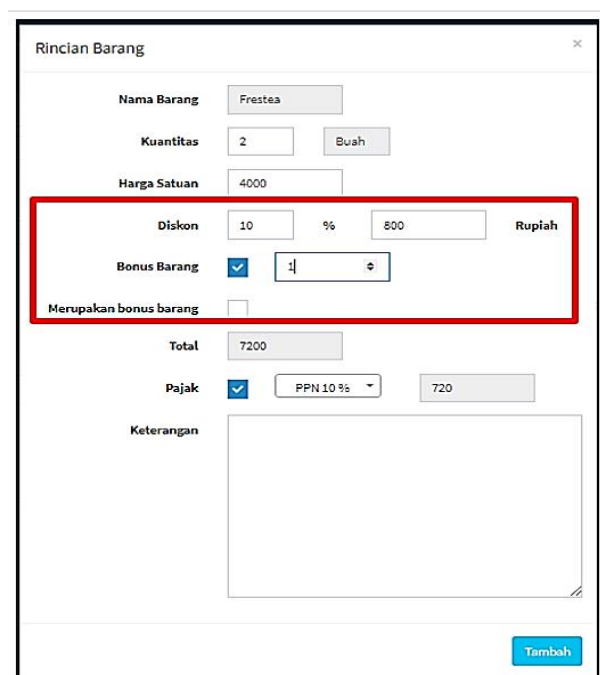 Rincian Barang ×
Nama Barang Frestea
Kuantitas 2 Buah
Harga Satuan 4000
Diskon 10 % 800 Rupiah
Bonus Barang 1
Merupakan bonus barang
Total 7200
Pajak PPN 10 % 720
Keterangan
Tambah